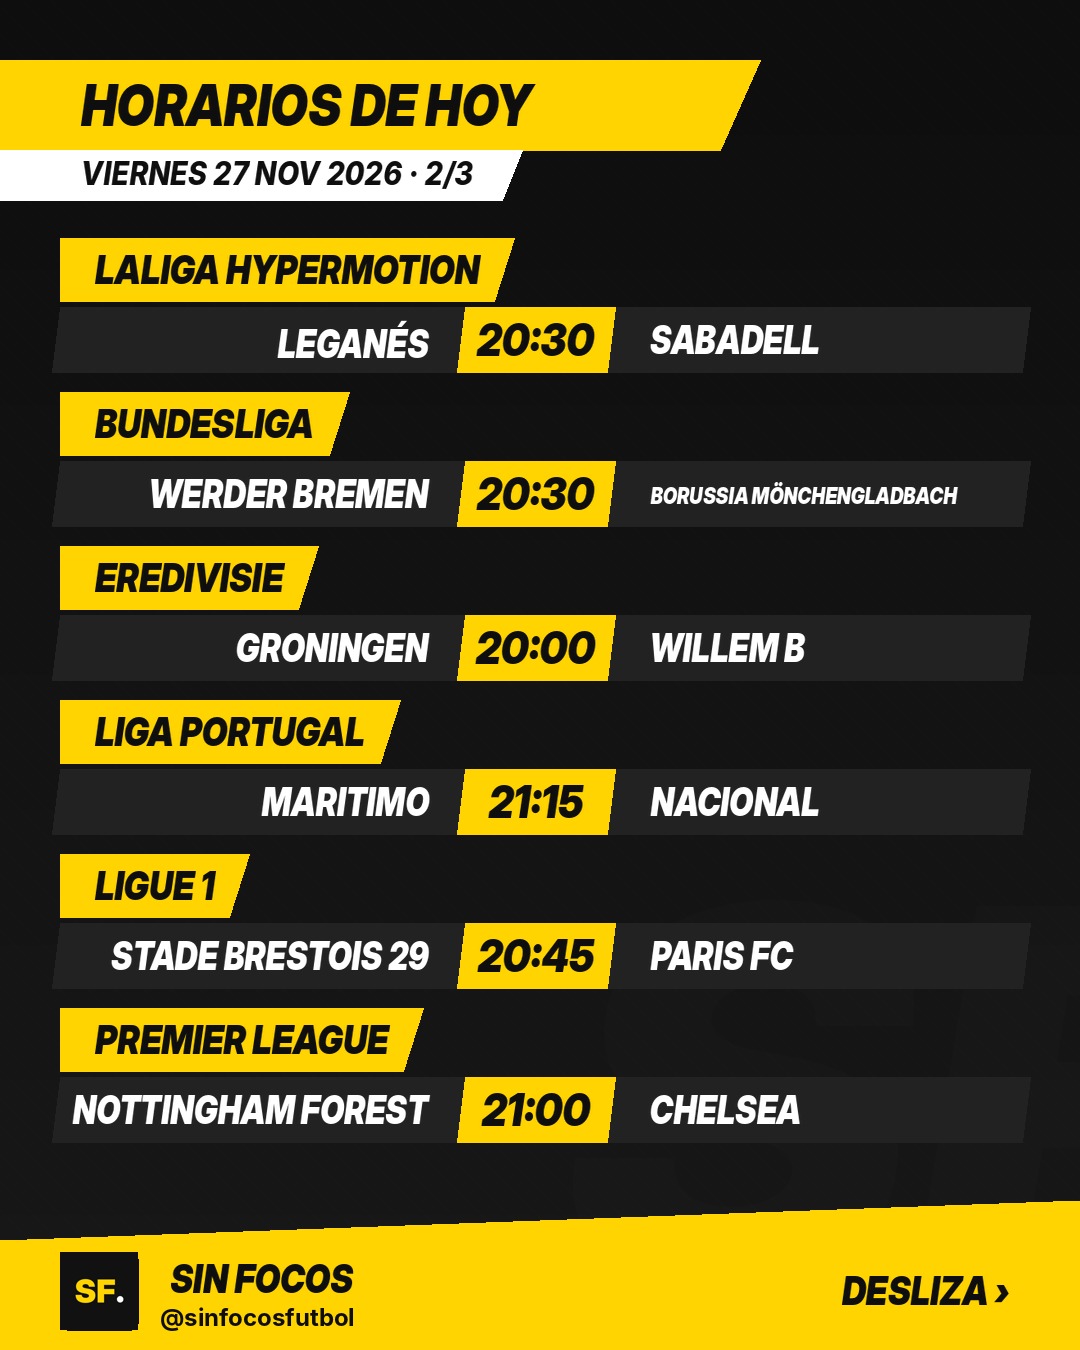 HORARIOS DE HOY
VIERNES 27 NOV 2026 · 2/3
LALIGA HYPERMOTION
LEGANÉS 20:30 SABADELL
BUNDESLIGA
WERDER BREMEN 20:30 BORUSSIA MÖNCHENGLADBACH
EREDIVISIE
GRONINGEN 20:00 WILLEM B
LIGA PORTUGAL
MARITIMO 21:15 NACIONAL
LIGUE 1
STADE BRESTOIS 29 20:45 PARIS FC
PREMIER LEAGUE
NOTTINGHAM FOREST 21:00 CHELSEA
SF.
SIN FOCOS
@sinfocosfutbol
DESLIZA ›